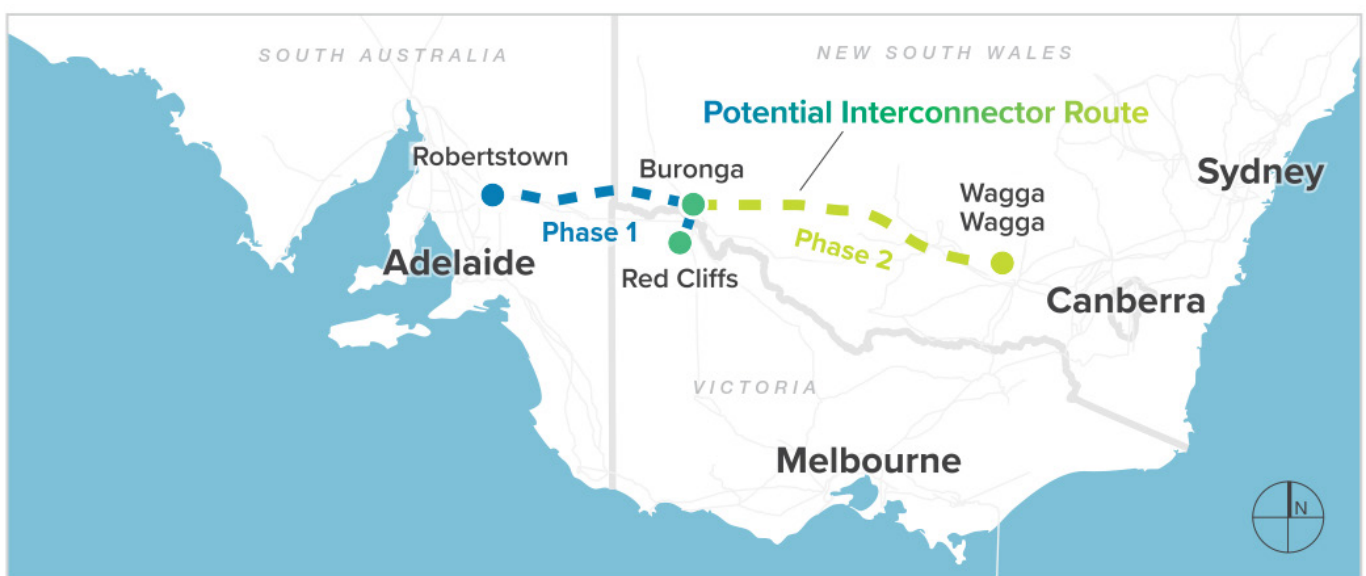 SOUTH AUSTRALIA
NEW SOUTH WALES
Potential Interconnector Route
Robertstown
Buronga
Sydney
Wagga
Wagga
Phase 1
Phase 2
Adelaide
Red Cliffs
Canberra
VICTORIA
Melbourne
N